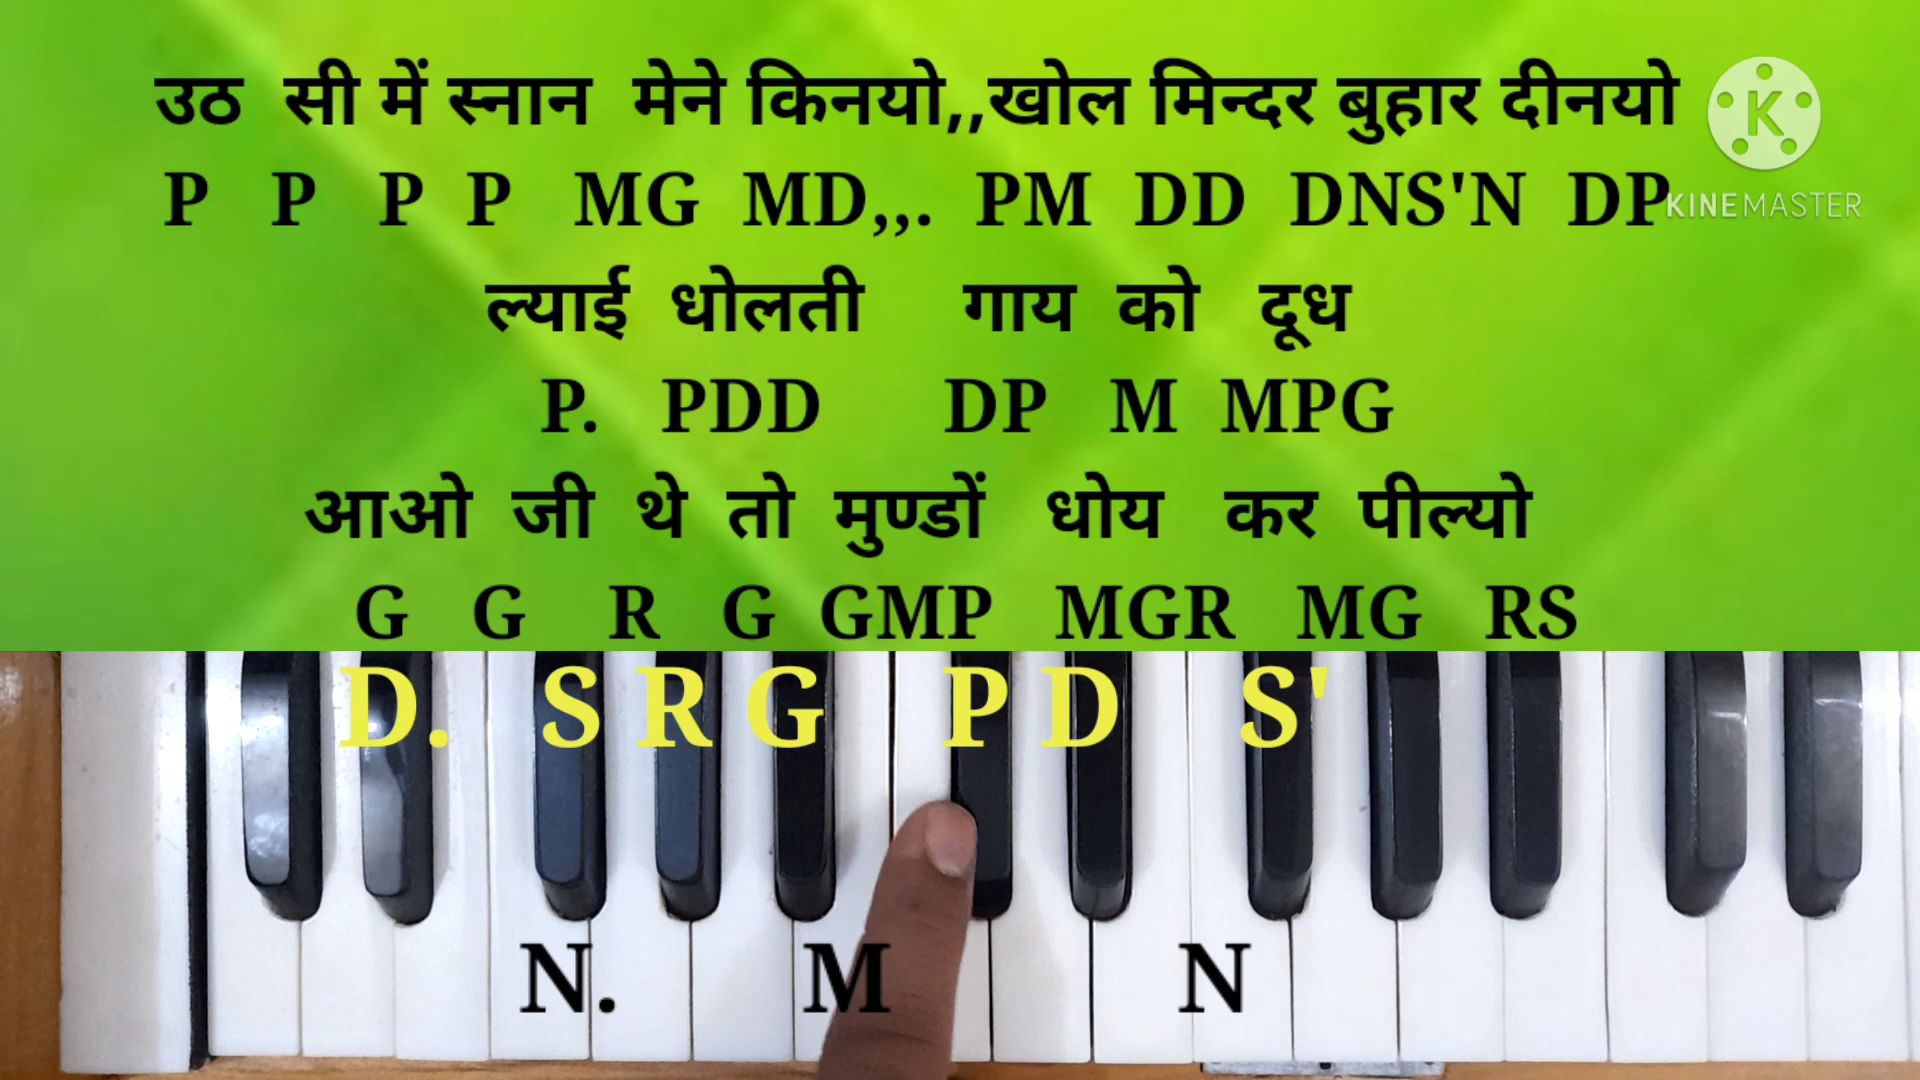 उठ सी में स्नान मेने किनयो,,खोल मिन्दर बुहार दीनयो
P P P P MG MD,,. PM DD DNS'N DP
K
KINEMASTER
ल्याई धोलती गाय को दूध
P. PDD DP M MPG
आओ जी थे तो मुण्डों धोय कर पील्यो
G G R G GMP MGR MG RS
D. S R G P D S'
N. M N